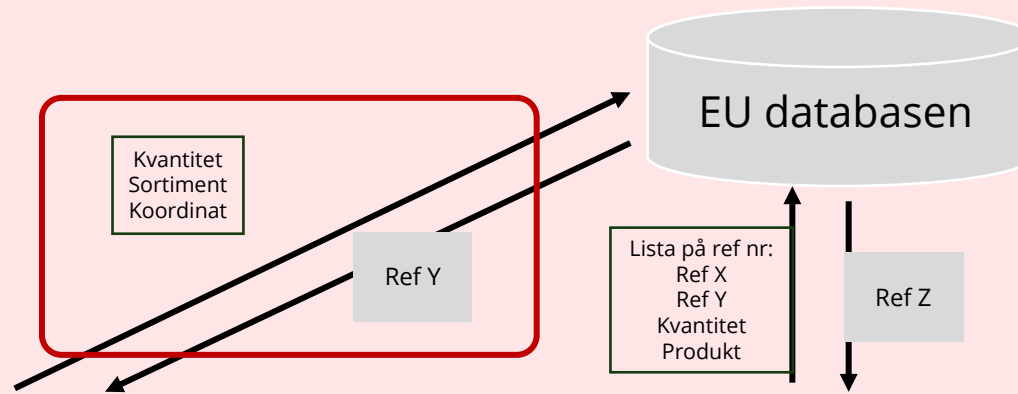 EU databasen
Kvantitet
Sortiment
Koordinat
Ref Y
Lista på ref nr:
Ref X
Ref Y
Kvantitet
Produkt
Ref Z